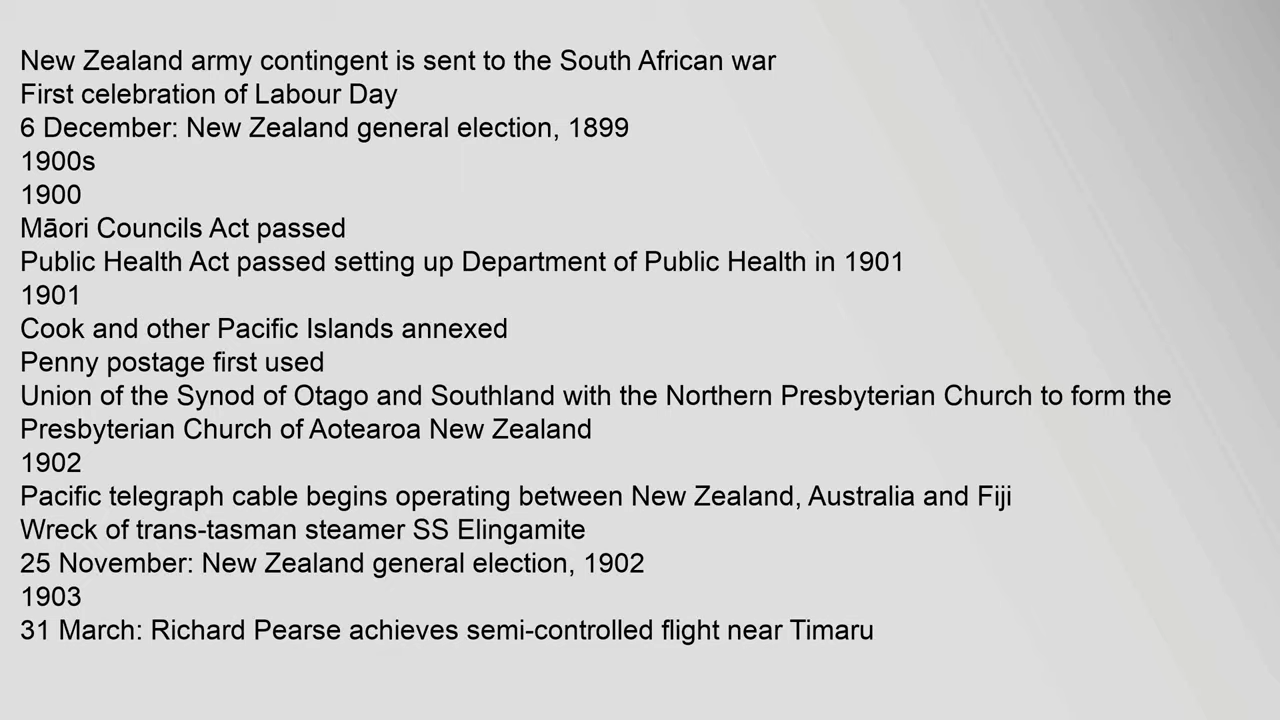 New Zealand army contingent is sent to the South African war
First celebration of Labour Day
6 December: New Zealand general election, 1899
1900s
1900
Māori Councils Act passed
Public Health Act passed setting up Department of Public Health in 1901
1901
Cook and other Pacific Islands annexed
Penny postage first used
Union of the Synod of Otago and Southland with the Northern Presbyterian Church to form the
Presbyterian Church of Aotearoa New Zealand
1902
Pacific telegraph cable begins operating between New Zealand, Australia and Fiji
Wreck of trans-tasman steamer SS Elingamite
25 November: New Zealand general election, 1902
1903
31 March: Richard Pearse achieves semi-controlled flight near Timaru